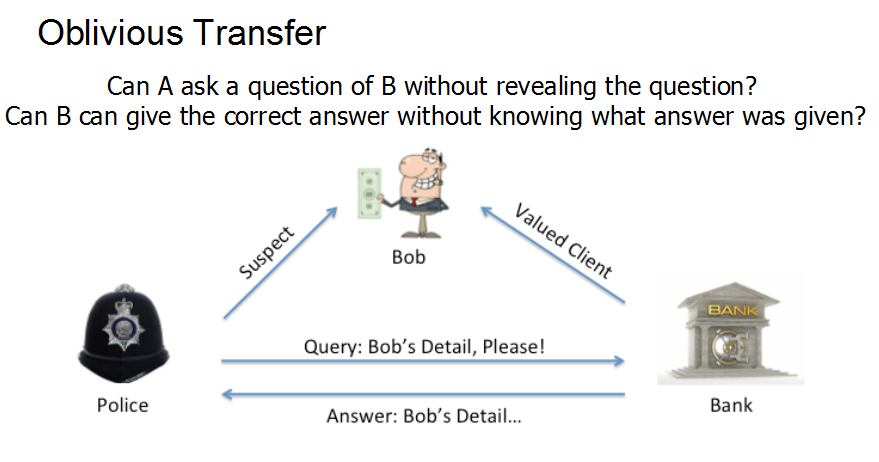 Oblivious Transfer
Can A ask a question of B without revealing the question?
Can B can give the correct answer without knowing what answer was given?
Suspect
Valued Client
Bob
BANK
Query: Bob's Detail, Please!
Police
Answer: Bob's Detail...
Bank